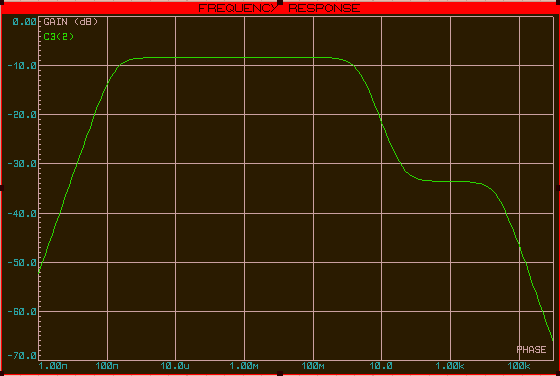 FREQUENCY RESPONSE
GAIN (dB)
C3(2)
0.00
-10.0
-20.0
-30.0
-40.0
-50.0
-60.0
-70.0
PHASE
1.00m
100m
10.0u
1.00M
100M
10.0
1.00k
100k